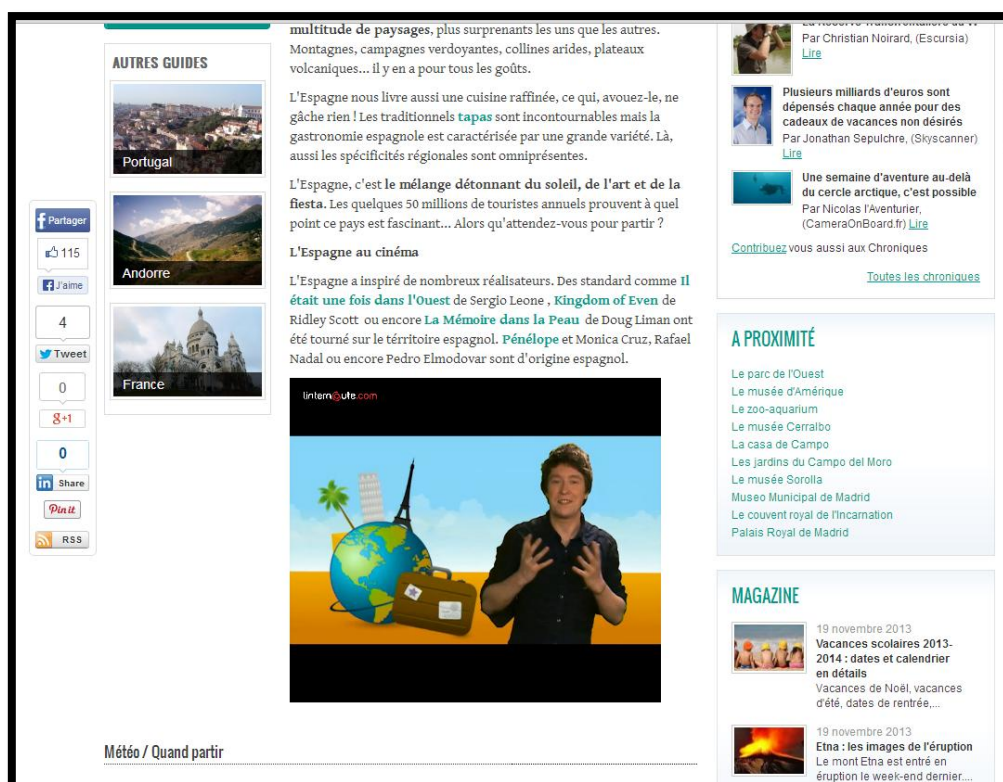 multitude de paysages, plus surprenants les uns que les autres.
Montagnes, campagnes verdoyantes, collines arides, plateaux
volcaniques... il y en a pour tous les goûts.
L'Espagne nous livre aussi une cuisine raffinée, ce qui, avouez-le, ne
gâche rien ! Les traditionnels tapas sont incontournables mais la
gastronomie espagnole est caractérisée par une grande variété. Là,
aussi les spécificités régionales sont omniprésentes.
L'Espagne, c'est le mélange détonnant du soleil, de l'art et de la
fiesta. Les quelques 50 millions de touristes annuels prouvent à quel
point ce pays est fascinant... Alors qu'attendez-vous pour partir ?
L'Espagne au cinéma
L'Espagne a inspiré de nombreux réalisateurs. Des standard comme Il
était une fois dans l'Ouest de Sergio Leone , Kingdom of Even de
Ridley Scott ou encore La Mémoire dans la Peau de Doug Liman ont
été tourné sur le térritoire espagnol. Pénélope et Monica Cruz, Rafael
Nadal ou encore Pedro Elmodovar sont d'origine espagnol.
linternaute.com
Météo / Quand partir
AUTRES GUIDES
Portugal
Andorre
France
Partager
115
J'aime
4
Tweet
0
g+1
0
in Share
Pin it
RSS
Par Christian Noirard, (Escursia)
Lire
Plusieurs milliards d'euros sont
dépensés chaque année pour des
cadeaux de vacances non désirés
Par Jonathan Sepulchre, (Skyscanner)
Lire
Une semaine d'aventure au-delà
du cercle arctique, c'est possible
Par Nicolas l'Aventurier,
(CameraOnBoard.fr) Lire
Contribuez vous aussi aux Chroniques
Toutes les chroniques
A PROXIMITÉ
Le parc de l'Ouest
Le musée d'Amérique
Le zoo-aquarium
Le musée Cerralbo
La casa de Campo
Les jardins du Campo del Moro
Le musée Sorolla
Museo Municipal de Madrid
Le couvent royal de l'Incarnation
Palais Royal de Madrid
MAGAZINE
19 novembre 2013
Vacances scolaires 2013-
2014 : dates et calendrier
en détails
Vacances de Noël, vacances
d'été, dates de rentrée,...
19 novembre 2013
Etna : les images de l'éruption
Le mont Etna est entré en
éruption le week-end dernier....